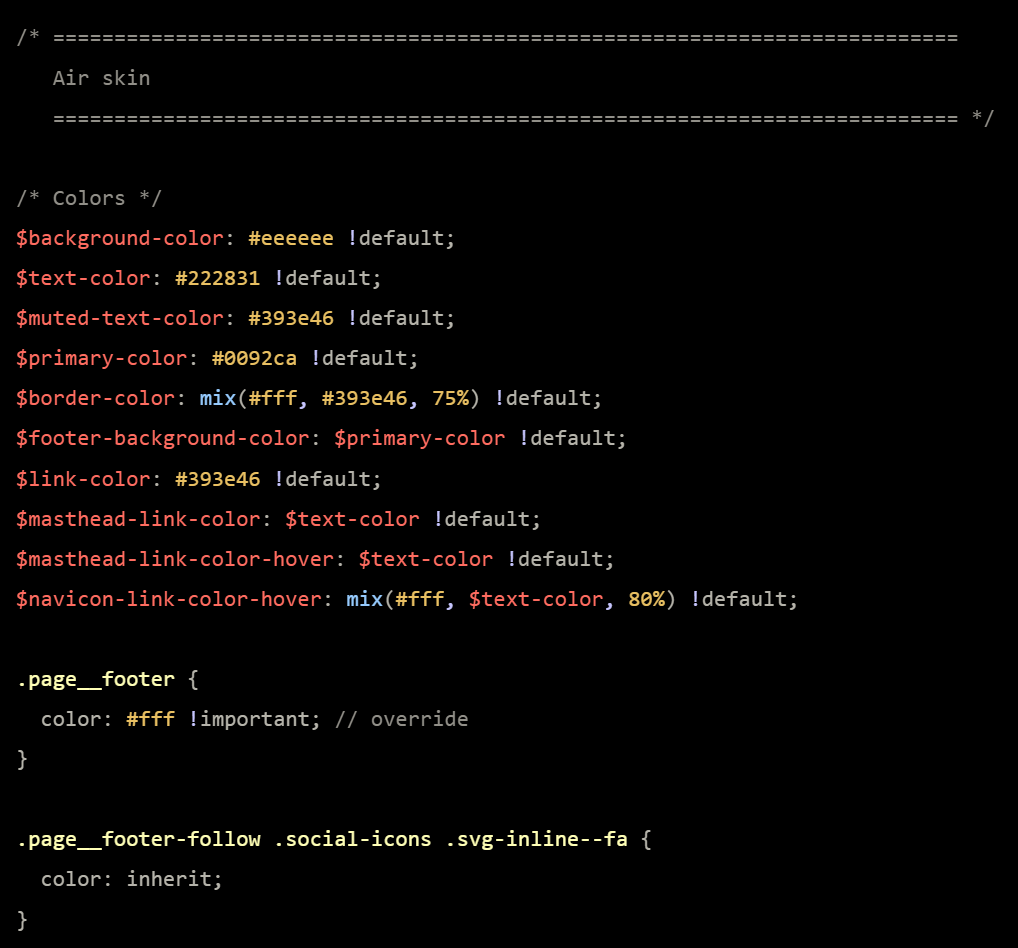 /* ==========================================================================
   Air skin
   ========================================================================== */

/* Colors */
$background-color: #eeeeee !default;
$text-color: #222831 !default;
$muted-text-color: #393e46 !default;
$primary-color: #0092ca !default;
$border-color: mix(#fff, #393e46, 75%) !default;
$footer-background-color: $primary-color !default;
$link-color: #393e46 !default;
$masthead-link-color: $text-color !default;
$masthead-link-color-hover: $text-color !default;
$navicon-link-color-hover: mix(#fff, $text-color, 80%) !default;

.page__footer {
  color: #fff !important; // override
}

.page__footer-follow .social-icons .svg-inline--fa {
  color: inherit;
}